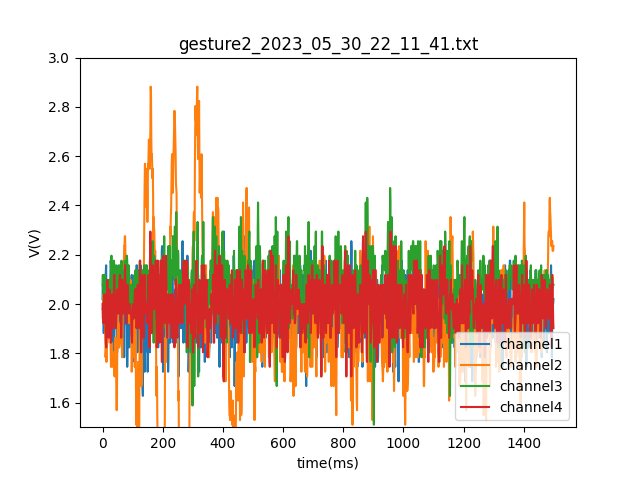 gesture2_2023_05_30_22_11_41.txt
3.0
2.8
2.6
2.4
2.2
2.0
1.8
1.6
V(V)
channel1
channel2
channel3
channel4
0 200 400 600 800 1000 1200 1400
time(ms)